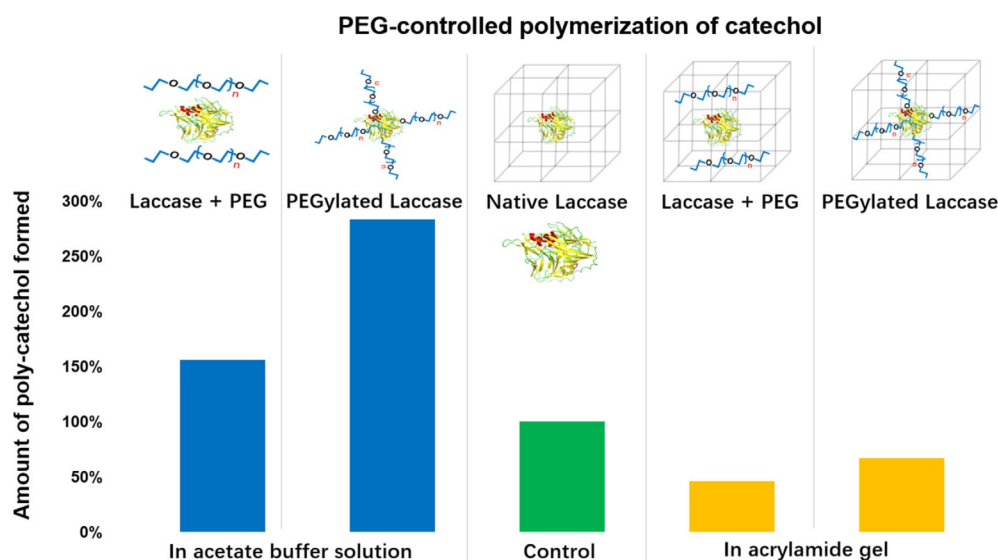 PEG-controlled polymerization of catechol
Laccase + PEG
PEGylated Laccase
Native Laccase
Laccase + PEG
PEGylated Laccase
Amount of poly-catechol formed
300%
250%
200%
150%
100%
50%
0%
In acetate buffer solution
Control
In acrylamide gel